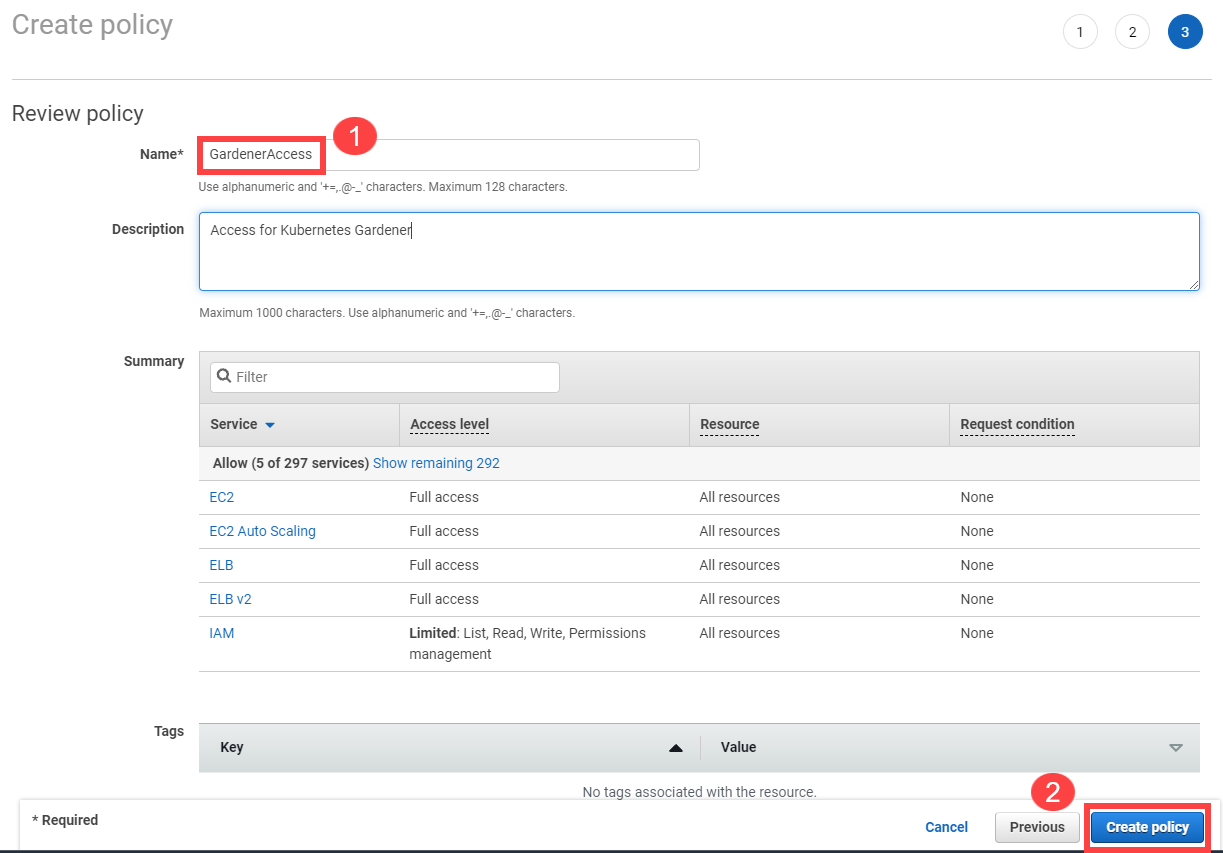 Create policy
1 2 3
Review policy
1
Name* GardenerAccess
Use alphanumeric and '+=,.@-_' characters. Maximum 128 characters.
Description Access for Kubernetes Gardener
Maximum 1000 characters. Use alphanumeric and '+=,.@-_' characters.
Summary Filter
Service Access level Resource Request condition
Allow (5 of 297 services) Show remaining 292
EC2 Full access All resources None
EC2 Auto Scaling Full access All resources None
ELB Full access All resources None
ELB v2 Full access All resources None
IAM Limited: List, Read, Write, Permissions All resources None
management
Tags Key Value
No tags associated with the resource.
2
* Required Cancel Previous Create policy